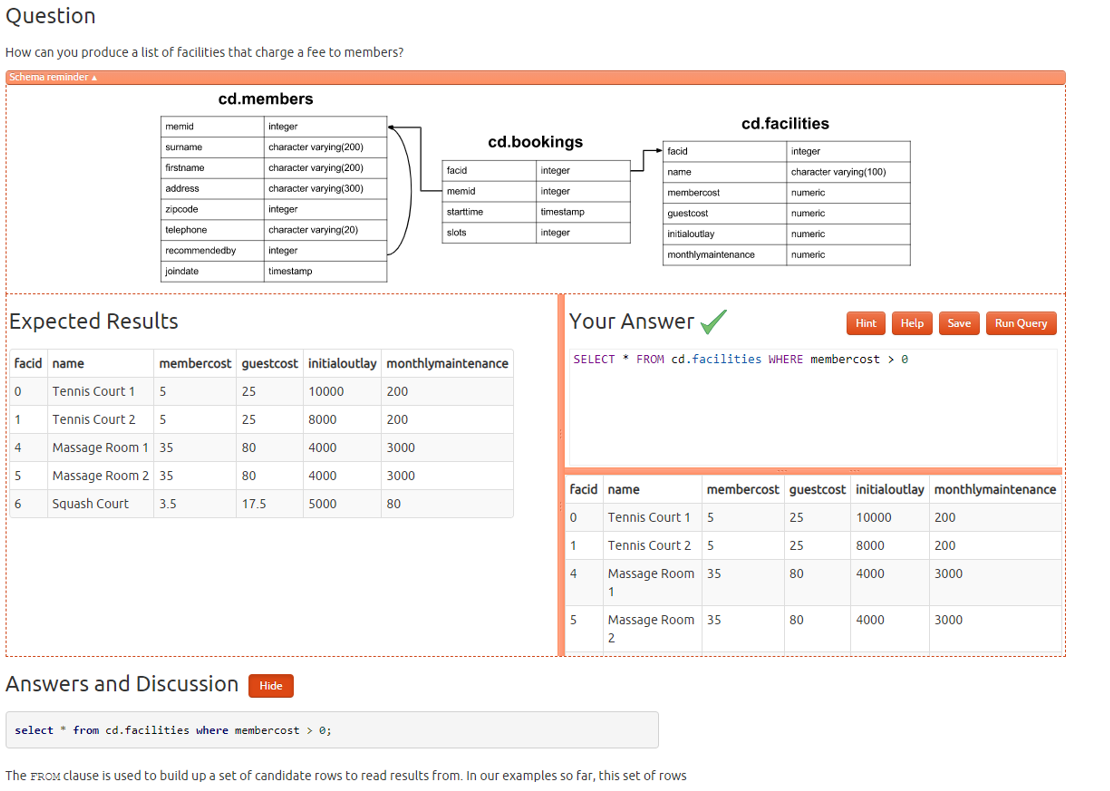 Question
How can you produce a list of facilities that charge a fee to members?
Schema reminder ▲
cd.members
memid integer
surname character varying(200)
firstname character varying(200)
address character varying(300)
zipcode integer
telephone character varying(20)
recommendedby integer
joindate timestamp
cd.bookings
facid integer
memid integer
starttime timestamp
slots integer
cd.facilities
facid integer
name character varying(100)
membercost numeric
guestcost numeric
initialoutlay numeric
monthlymaintenance numeric
Expected Results
facid name membercost guestcost initialoutlay monthlymaintenance
0 Tennis Court 1 5 25 10000 200
1 Tennis Court 2 5 25 8000 200
4 Massage Room 1 35 80 4000 3000
5 Massage Room 2 35 80 4000 3000
6 Squash Court 3.5 17.5 5000 80
Your Answer
Hint Help Save Run Query
SELECT * FROM cd.facilities WHERE membercost > 0
facid name membercost guestcost initialoutlay monthlymaintenance
0 Tennis Court 1 5 25 10000 200
1 Tennis Court 2 5 25 8000 200
4 Massage Room 35 80 4000 3000
1
5 Massage Room 35 80 4000 3000
2
Answers and Discussion Hide
select * from cd.facilities where membercost > 0;
The FROM clause is used to build up a set of candidate rows to read results from. In our examples so far, this set of rows